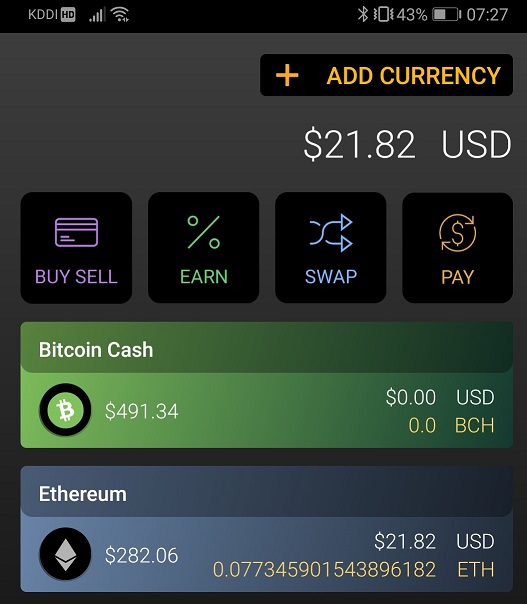 KDDI HD 43% 07:27
+ ADD CURRENCY
$21.82 USD
BUY SELL EARN SWAP PAY
Bitcoin Cash
$0.00 USD
$491.34
0.0 BCH
Ethereum
$21.82 USD
$282.06
0.077345901543896182 ETH